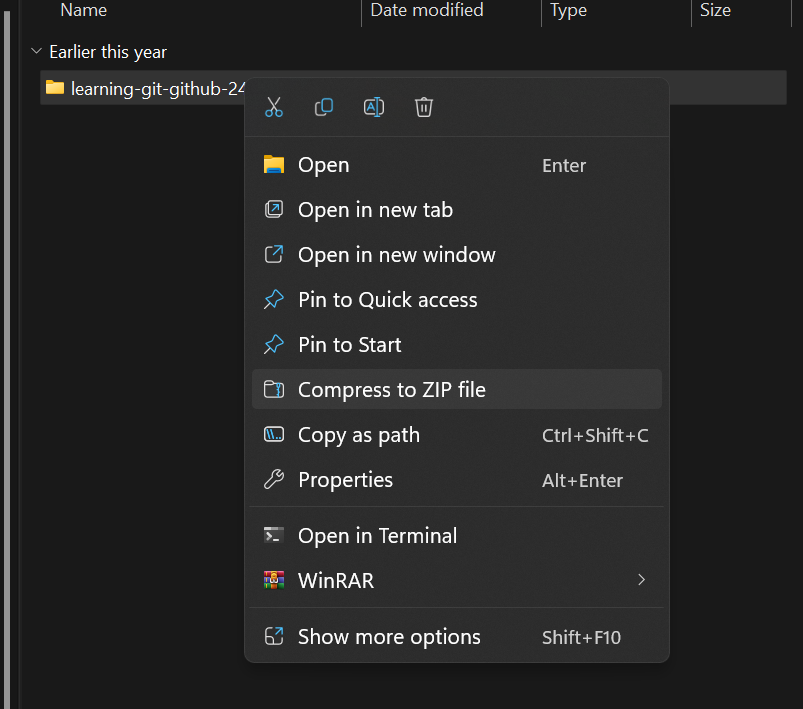 Name Date modified Type Size
Earlier this year
learning-git-github-24
Open Enter
Open in new tab
Open in new window
Pin to Quick access
Pin to Start
Compress to ZIP file
Copy as path Ctrl+Shift+C
Properties Alt+Enter
Open in Terminal
WinRAR
Show more options Shift+F10